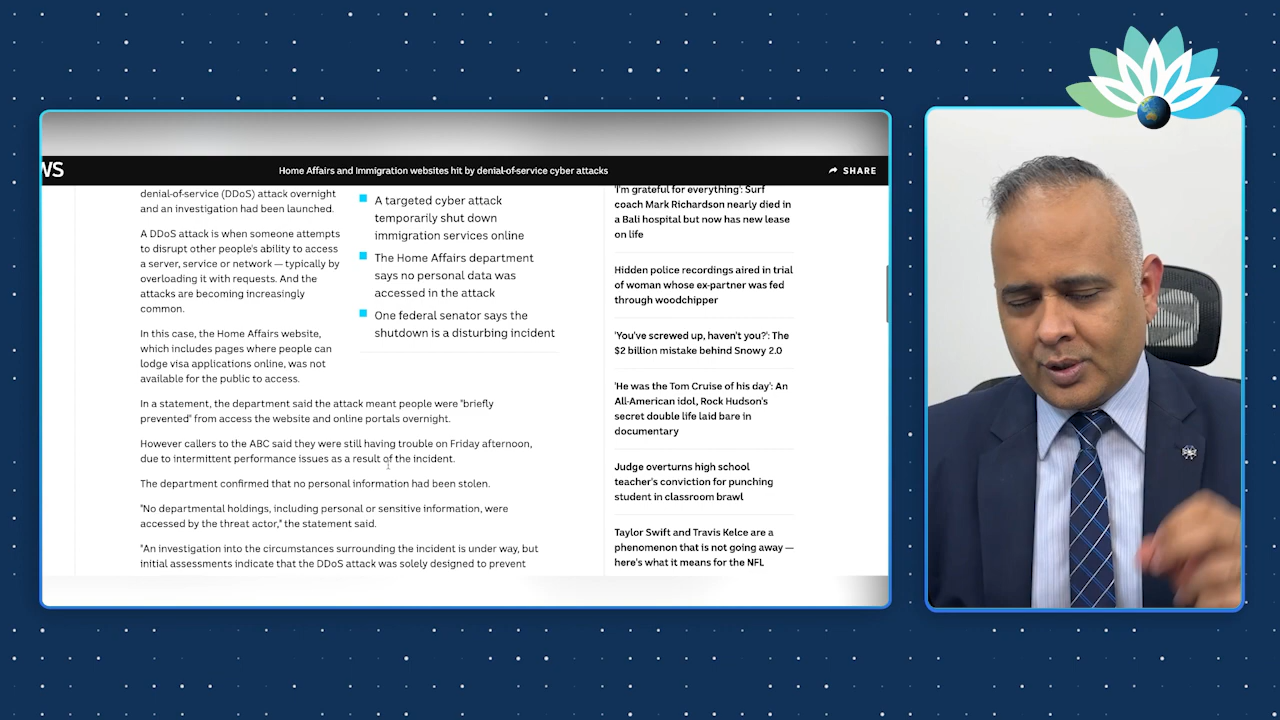 WS
Home Affairs and Immigration websites hit by denial-of-service cyber attacks
SHARE
denial-of-service (DDoS) attack overnight
and an investigation had been launched.
A DDoS attack is when someone attempts
to disrupt other people's ability to access
a server, service or network — typically by
overloading it with requests. And the
attacks are becoming increasingly
common.
In this case, the Home Affairs website,
which includes pages where people can
lodge visa applications online, was not
available for the public to access.
A targeted cyber attack
temporarily shut down
immigration services online
The Home Affairs department
says no personal data was
accessed in the attack
One federal senator says the
shutdown is a disturbing incident
In a statement, the department said the attack meant people were "briefly
prevented" from access the website and online portals overnight.
However callers to the ABC said they were still having trouble on Friday afternoon,
due to intermittent performance issues as a result of the incident.
The department confirmed that no personal information had been stolen.
"No departmental holdings, including personal or sensitive information, were
accessed by the threat actor," the statement said.
"An investigation into the circumstances surrounding the incident is under way, but
initial assessments indicate that the DDoS attack was solely designed to prevent
'I'm grateful for everything': Surf
coach Mark Richardson nearly died in
a Bali hospital but now has new lease
on life
Hidden police recordings aired in trial
of woman whose ex-partner was fed
through woodchipper
'You've screwed up, haven't you?': The
$2 billion mistake behind Snowy 2.0
'He was the Tom Cruise of his day': An
All-American idol, Rock Hudson's
secret double life laid bare in
documentary
Judge overturns high school
teacher's conviction for punching
student in classroom brawl
Taylor Swift and Travis Kelce are a
phenomenon that is not going away —
here's what it means for the NFL